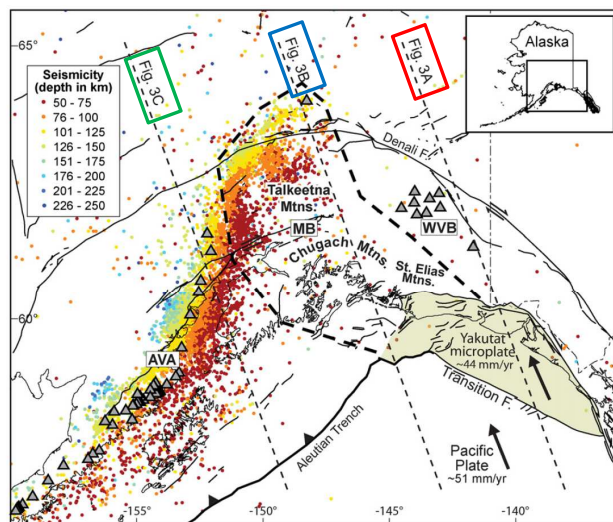 65°
Fig. 3C
Fig. 3B
Fig. 3A
Alaska
Seismicity
(depth in km)
50 - 75
76 - 100
101 - 125
126 - 150
151 - 175
176 - 200
201 - 225
226 - 250
Denali F.
Talkeetna
Mtns.
MB
WVB
Chugach Mtns.
St. Elias
Mtns.
60°
AVA
Yakutat
microplate
~44 mm/yr
Transition F.
Aleutian Trench
Pacific
Plate
~51 mm/yr
-155°
-150°
-145°
-140°